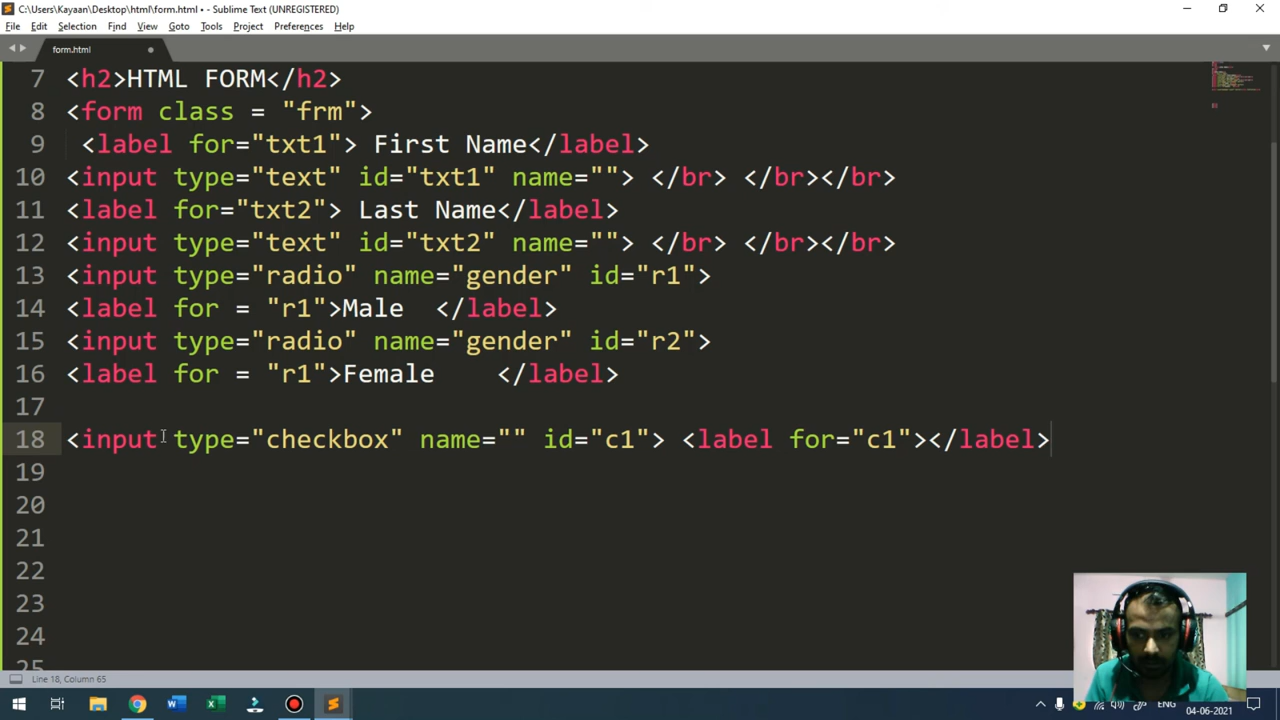 C:\Users\Kayaan\Desktop\html\form.html • - Sublime Text (UNREGISTERED)
File Edit Selection Find View Goto Tools Project Preferences Help
form.html
7 <h2>HTML FORM</h2>
8 <form class = "frm">
9 <label for="txt1"> First Name</label>
10 <input type="text" id="txt1" name=""> </br> </br></br>
11 <label for="txt2"> Last Name</label>
12 <input type="text" id="txt2" name=""> </br> </br></br>
13 <input type="radio" name="gender" id="r1">
14 <label for = "r1">Male  </label>
15 <input type="radio" name="gender" id="r2">
16 <label for = "r1">Female    </label>
17
18 <input type="checkbox" name="" id="c1"> <label for="c1"></label>
19
20
21
22
23
24
25
Line 18, Column 65
ENG
04-06-2021